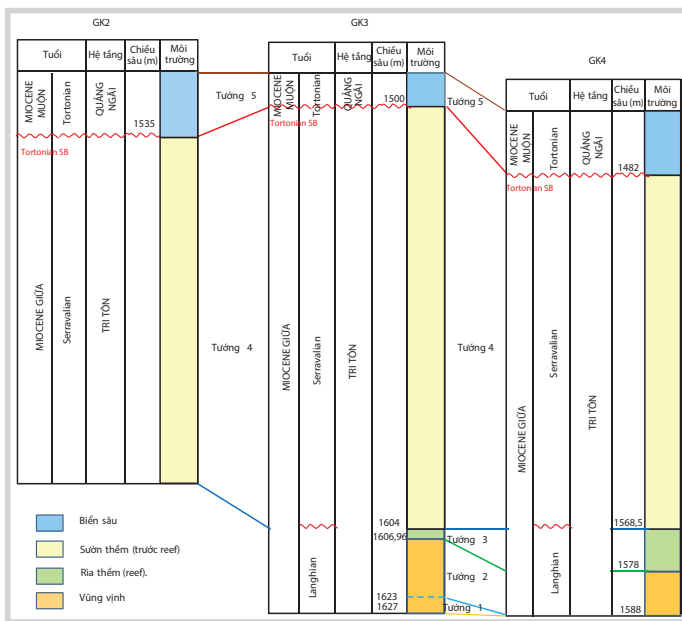 GK2
Tuổi
Hệ tầng
Chiều
sâu (m)
Môi
trường
MIOCENE
MUỘN
Tortonian
QUẢNG
NGÃI
1535
Tortonian SB
MIOCENE GIỮA
Serravalian
TRI TÔN
Tướng 5
Tướng 4
GK3
Tuổi
Hệ tầng
Chiều
sâu (m)
Môi
trường
MIOCENE
MUỘN
Tortonian
QUẢNG
NGÃI
1500
Tortonian SB
MIOCENE GIỮA
Serravalian
TRI TÔN
1604
1606,96
Langhian
1623
1627
Tướng 5
Tướng 4
Tướng 3
Tướng 2
Tướng 1
GK4
Tuổi
Hệ tầng
Chiều
sâu (m)
Môi
trường
MIOCENE
MUỘN
Tortonian
QUẢNG
NGÃI
1482
Tortonian SB
MIOCENE GIỮA
Serravalian
TRI TÔN
1568,5
1578
Langhian
1588
Biển sâu
Sườn thềm (trước reef)
Rìa thềm (reef).
Vũng vịnh